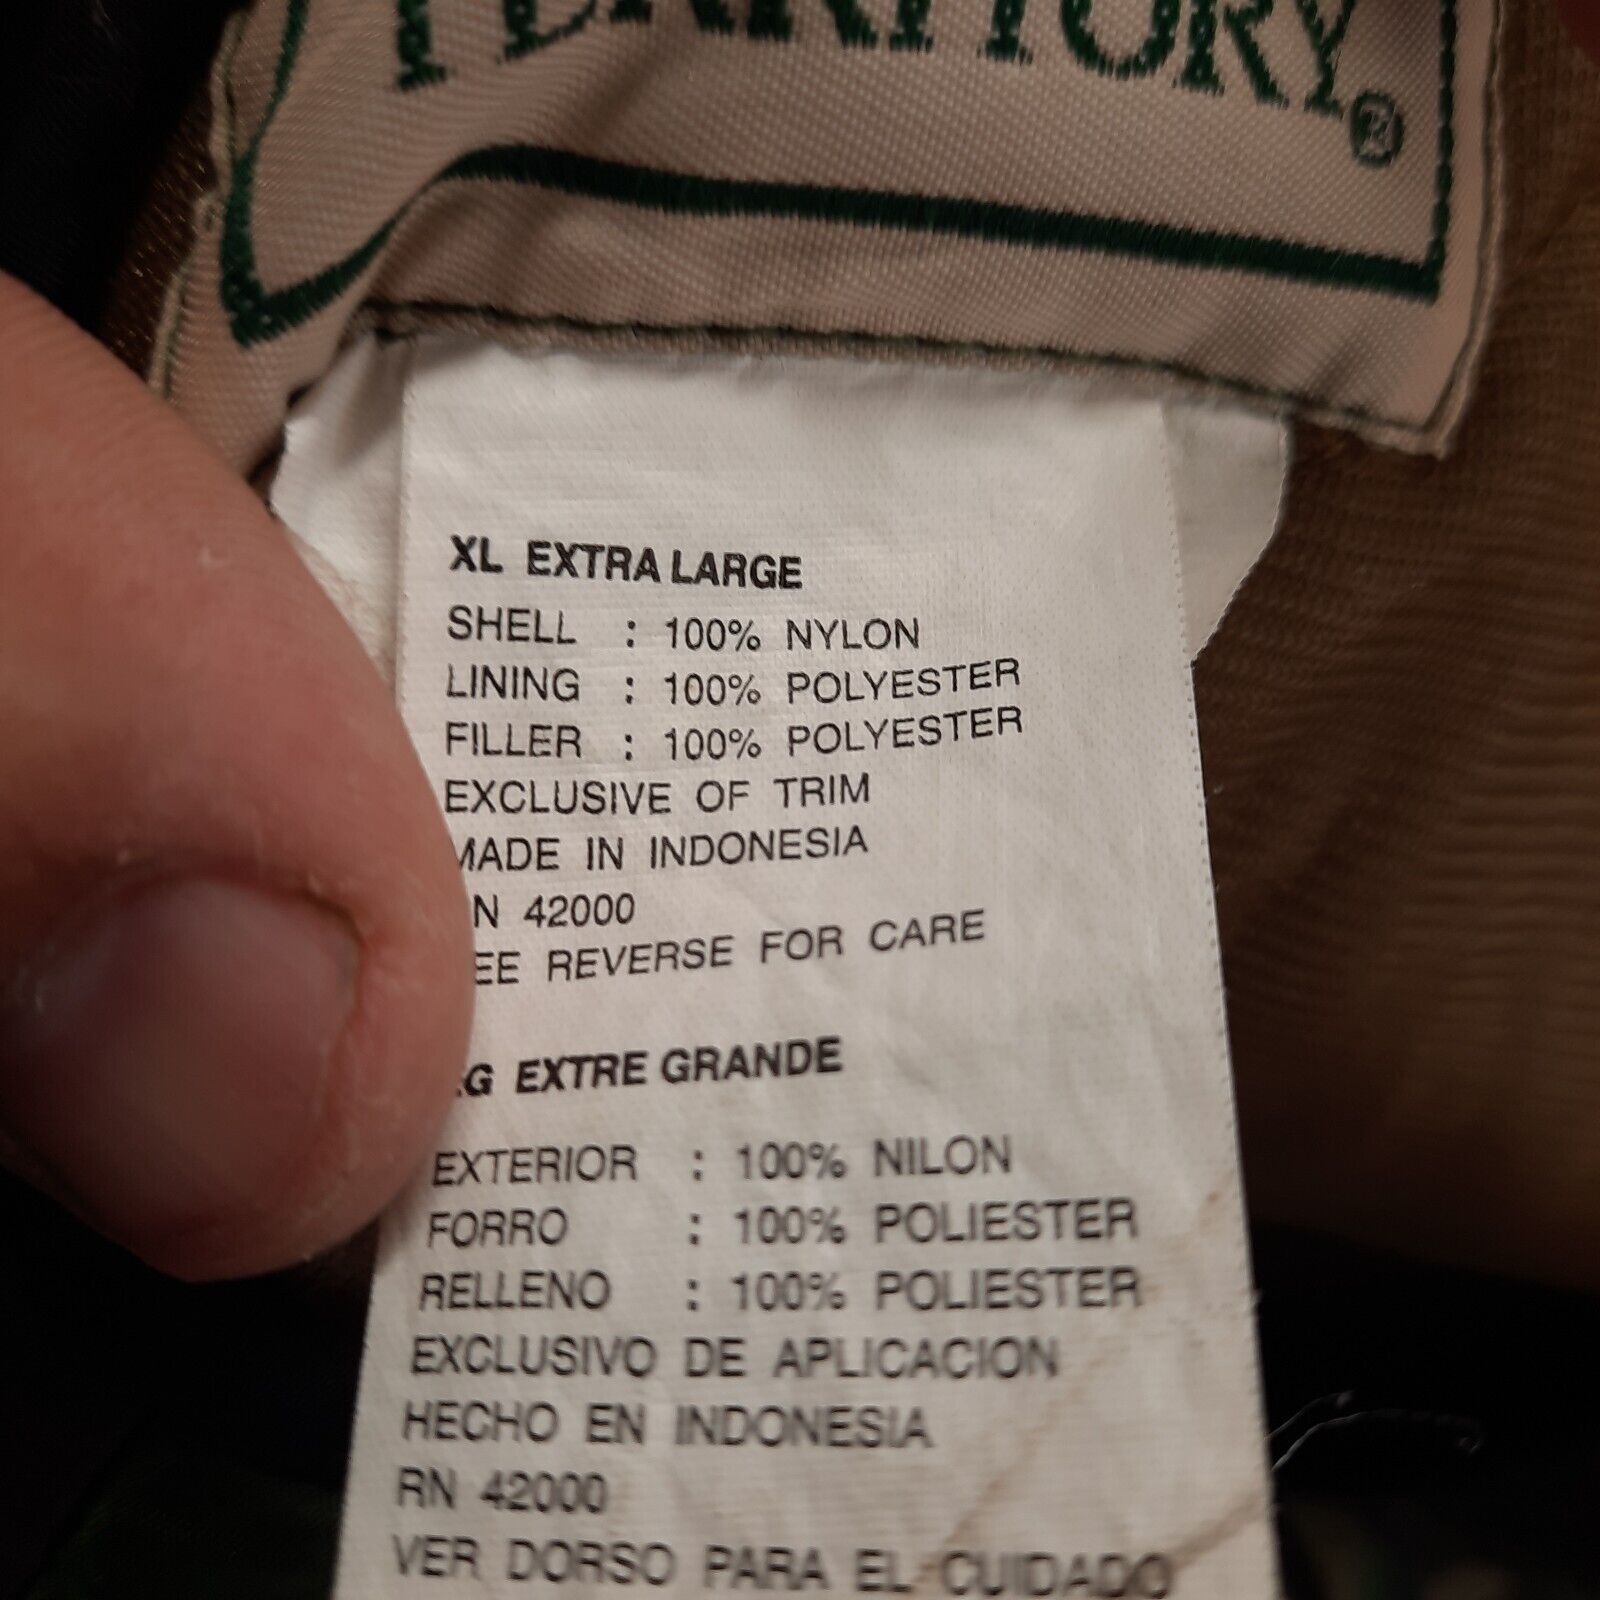 TERRITORY®
XL EXTRA LARGE
SHELL : 100% NYLON
LINING : 100% POLYESTER
FILLER : 100% POLYESTER
EXCLUSIVE OF TRIM
MADE IN INDONESIA
N 42000
EE REVERSE FOR CARE
G EXTRE GRANDE
EXTERIOR : 100% NILON
FORRO : 100% POLIESTER
RELLENO : 100% POLIESTER
EXCLUSIVO DE APLICACION
HECHO EN INDONESIA
RN 42000
VER DORSO PARA EL CUIDADO